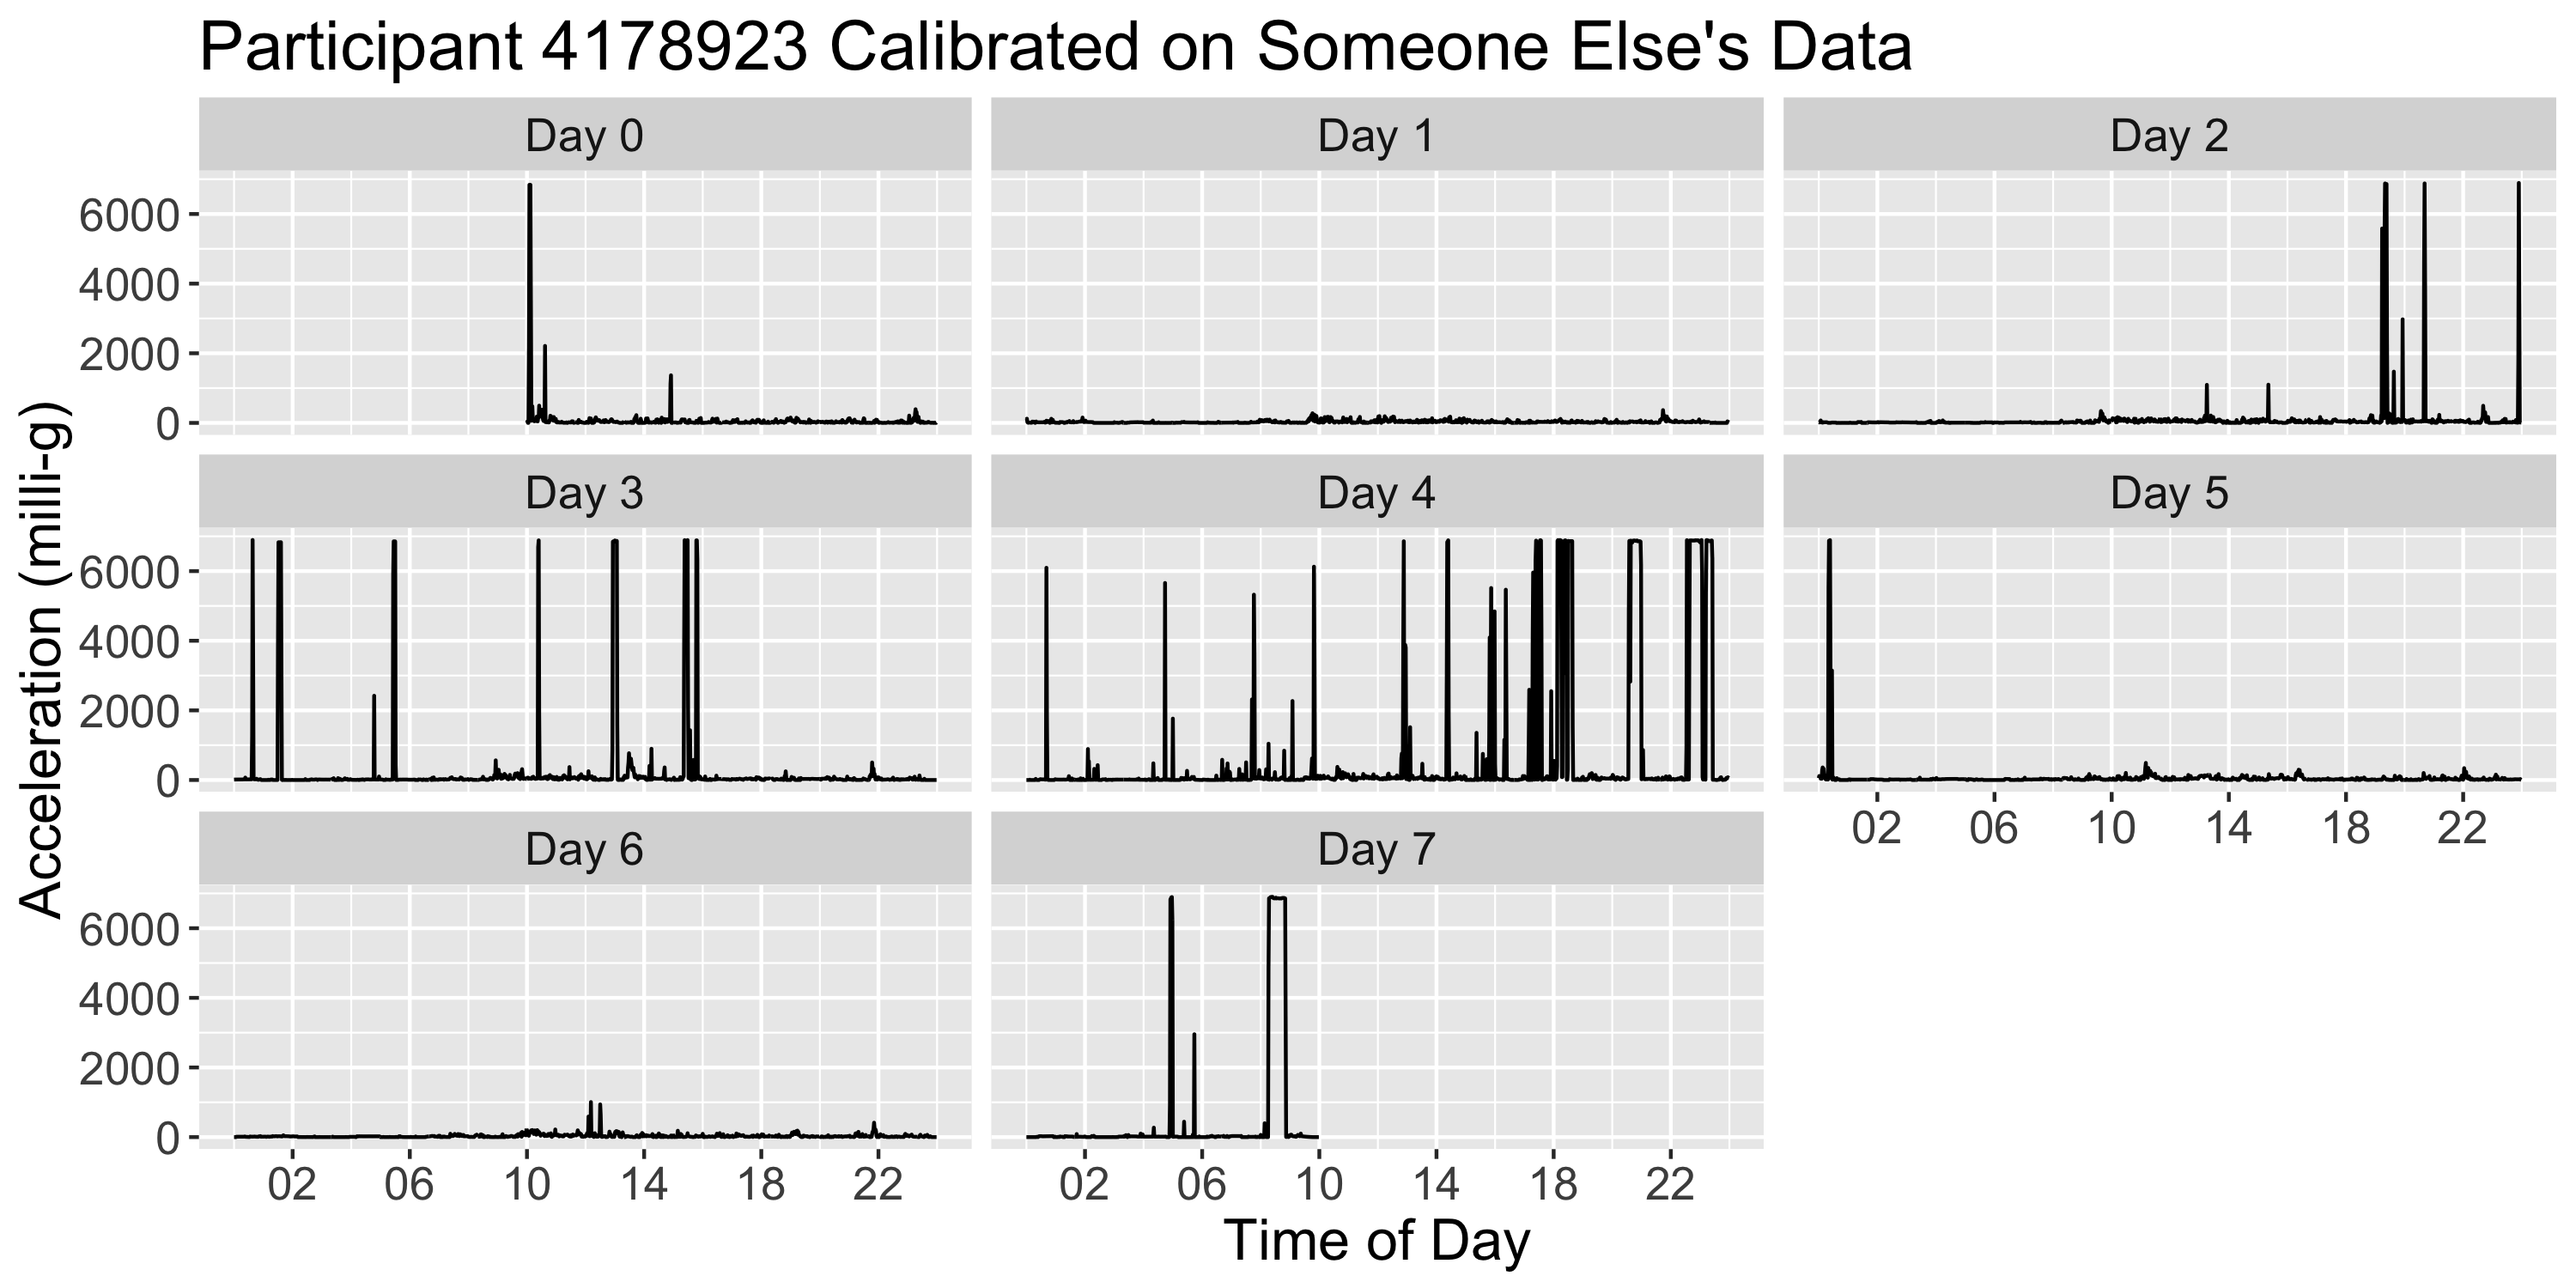 Participant 4178923 Calibrated on Someone Else's Data
Day 0 Day 1 Day 2
6000
4000
2000
0
Day 3 Day 4 Day 5
6000
4000
2000
0
02 06 10 14 18 22
Day 6 Day 7
6000
4000
2000
0
02 06 10 14 18 22 02 06 10 14 18 22
Time of Day
Acceleration (milli-g)